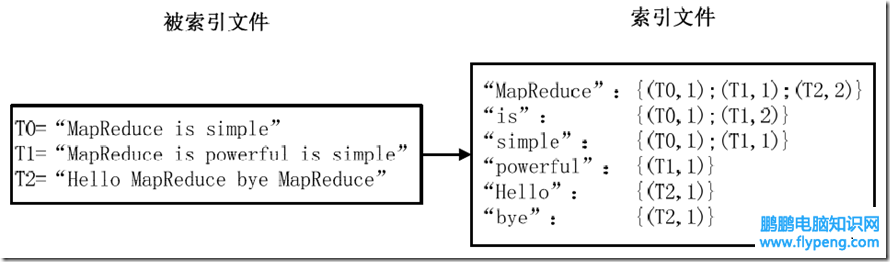 被索引文件
索引文件
T0=“MapReduce is simple”
T1=“MapReduce is powerful is simple”
T2=“Hello MapReduce bye MapReduce”
“MapReduce”: {(T0,1);(T1,1);(T2,2)}
“is”: {(T0,1);(T1,2)}
“simple”: {(T0,1);(T1,1)}
“powerful”: {(T1,1)}
“Hello”: {(T2,1)}
“bye”: {(T2,1)}
鹏鹏电脑知识网
www.flypeng.com